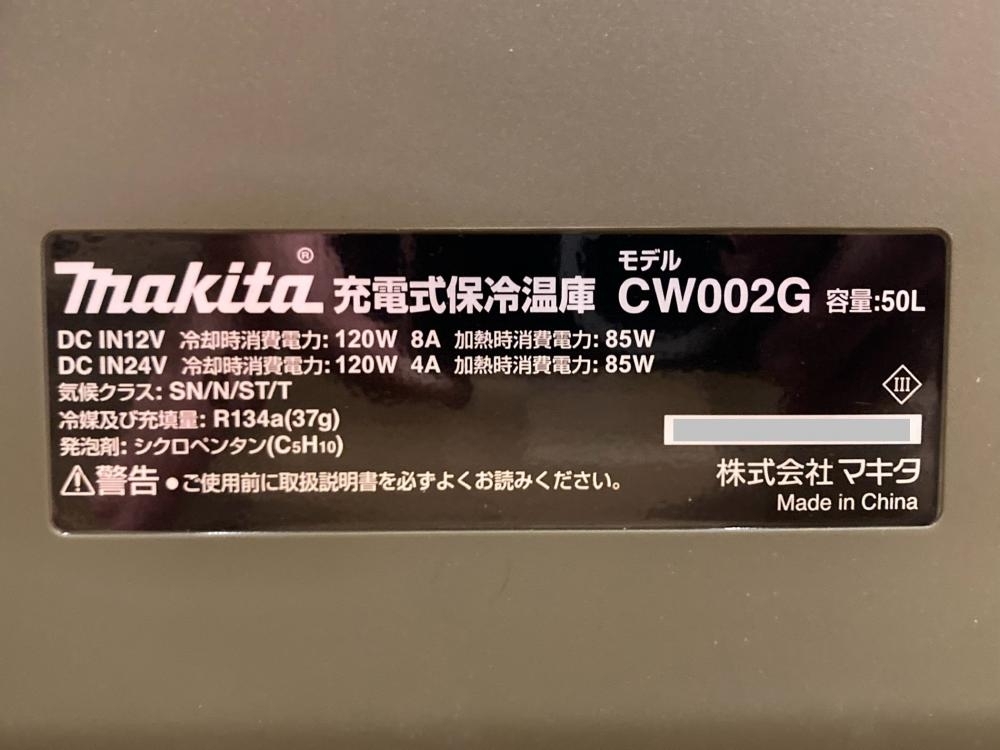 makita® 充電式保冷温庫 モデル CW002G 容量:50L
DC IN12V 冷却時消費電力: 120W 8A 加熱時消費電力: 85W
DC IN24V 冷却時消費電力: 120W 4A 加熱時消費電力: 85W
気候クラス: SN/N/ST/T
III
冷媒及び充填量: R134a(37g)
発泡剤: シクロペンタン(C₅H₁₀)
⚠警告 ●ご使用前に取扱説明書を必ずよくお読みください。
株式会社 マキタ
Made in China